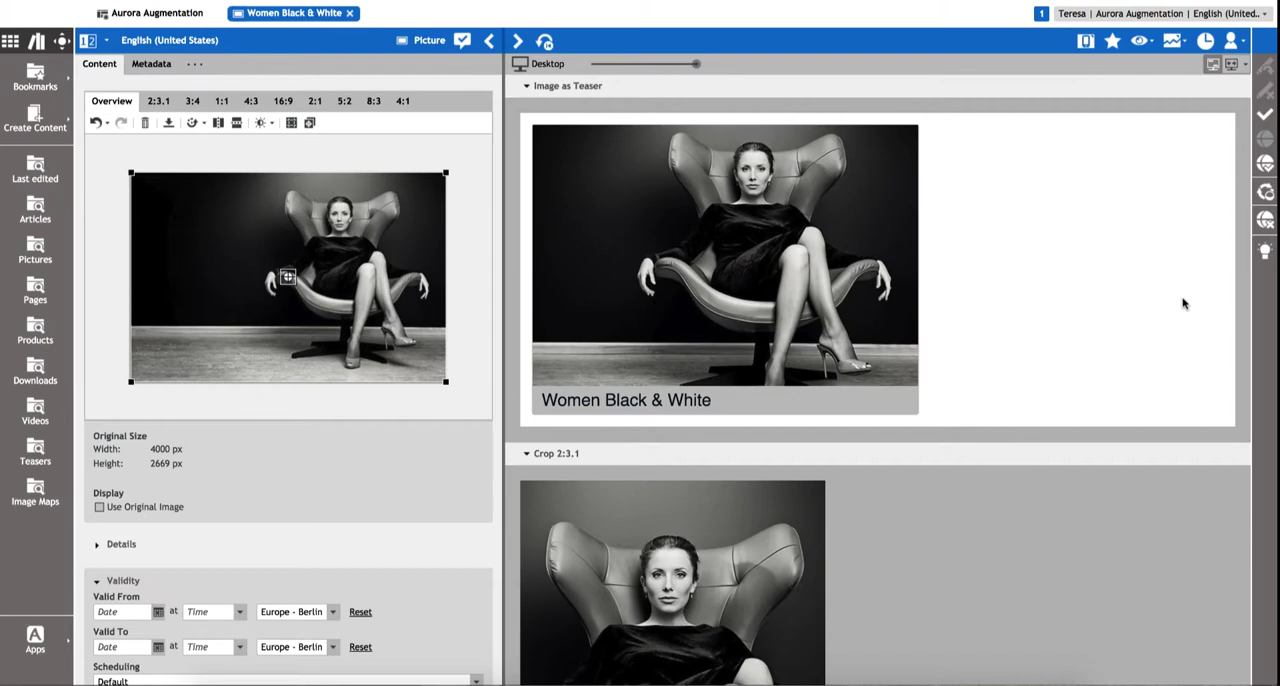 Aurora Augmentation
Women Black & White
1
Teresa | Aurora Augmentation | English (United..
English (United States)
Picture
Content
Metadata
Desktop
Bookmarks
Create Content
Last edited
Articles
Pictures
Pages
Products
Downloads
Videos
Teasers
Image Maps
Apps
Overview 2:3.1 3:4 1:1 4:3 16:9 2:1 5:2 8:3 4:1
Original Size
Width: 4000 px
Height: 2669 px
Display
Use Original Image
Details
Validity
Valid From
Date at Time Europe - Berlin Reset
Valid To
Date at Time Europe - Berlin Reset
Scheduling
Default
Image as Teaser
Women Black & White
Crop 2:3.1